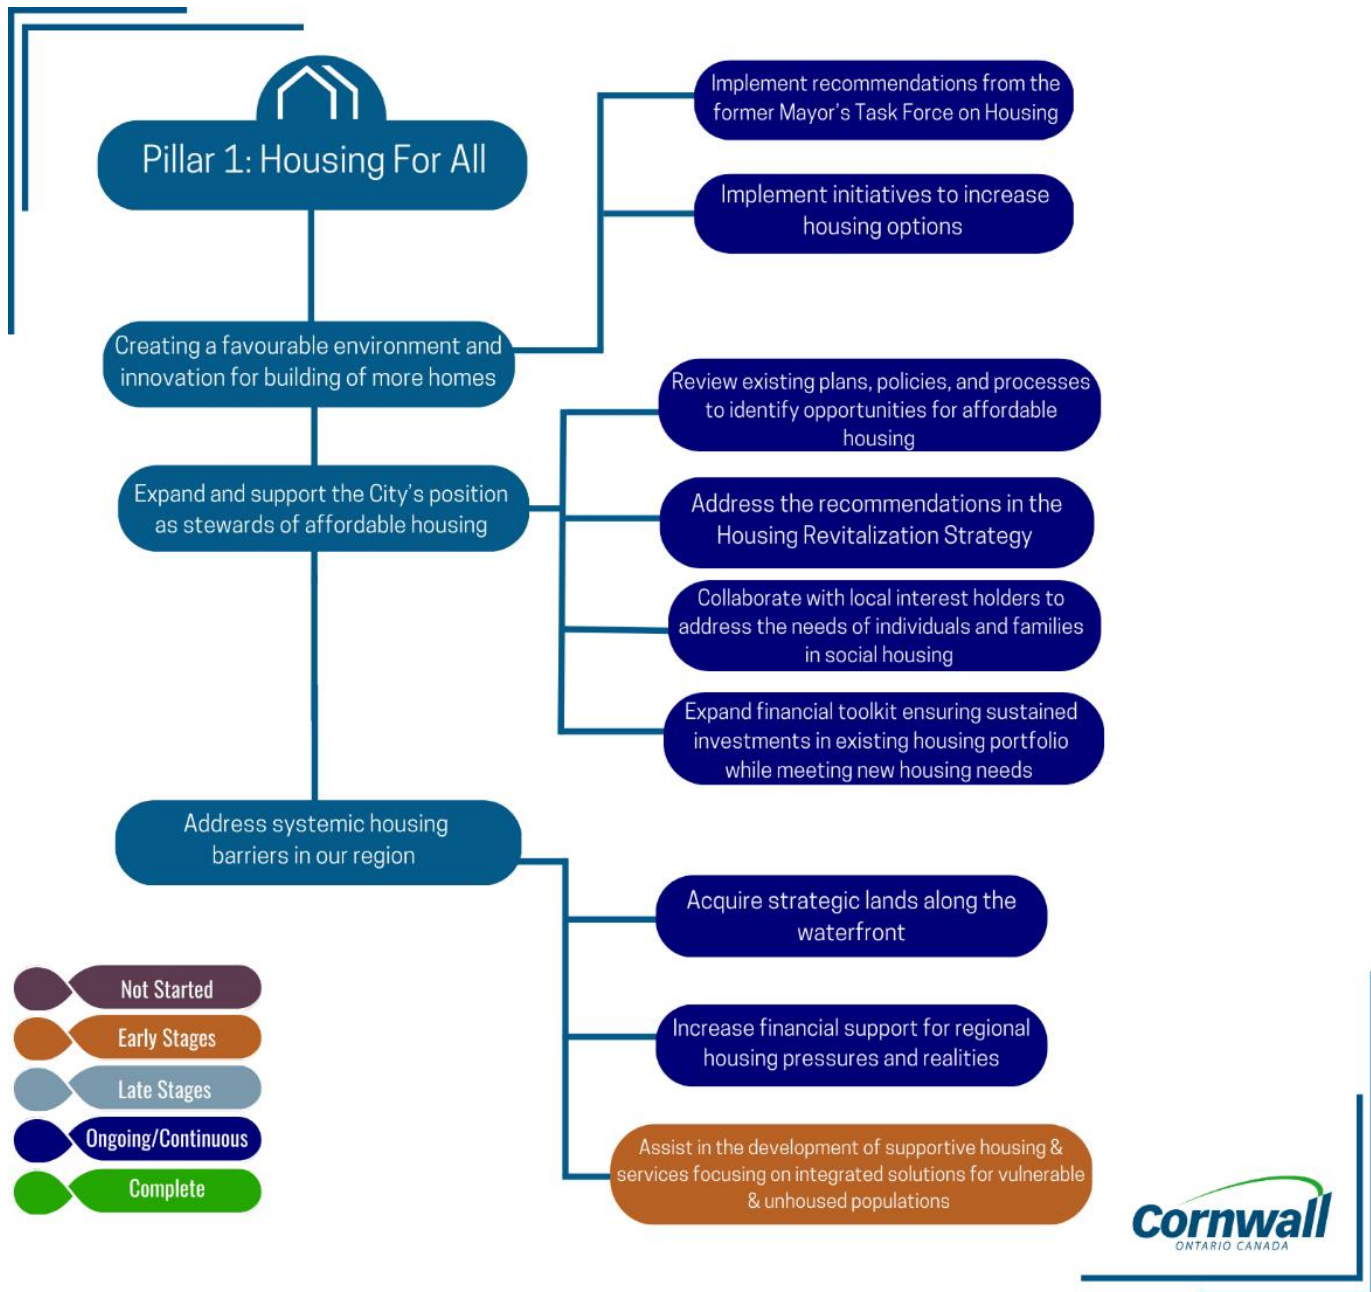 Pillar 1: Housing For All
Implement recommendations from the
former Mayor's Task Force on Housing
Implement initiatives to increase
housing options
Creating a favourable environment and
innovation for building of more homes
Review existing plans, policies, and processes
to identify opportunities for affordable
housing
Expand and support the City's position
as stewards of affordable housing
Address the recommendations in the
Housing Revitalization Strategy
Collaborate with local interest holders to
address the needs of individuals and families
in social housing
Expand financial toolkit ensuring sustained
investments in existing housing portfolio
while meeting new housing needs
Address systemic housing
barriers in our region
Acquire strategic lands along the
waterfront
Increase financial support for regional
housing pressures and realities
Assist in the development of supportive housing &
services focusing on integrated solutions for vulnerable
& unhoused populations
Not Started
Early Stages
Late Stages
Ongoing/Continuous
Complete
Cornwall
ONTARIO CANADA